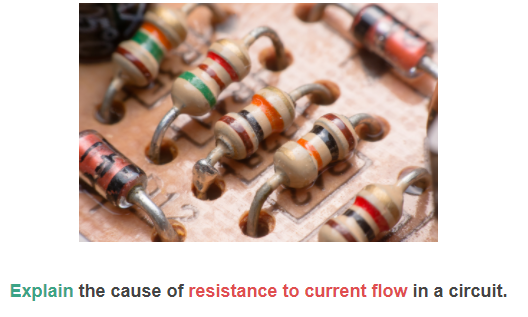 Explain the cause of resistance to current flow in a circuit.